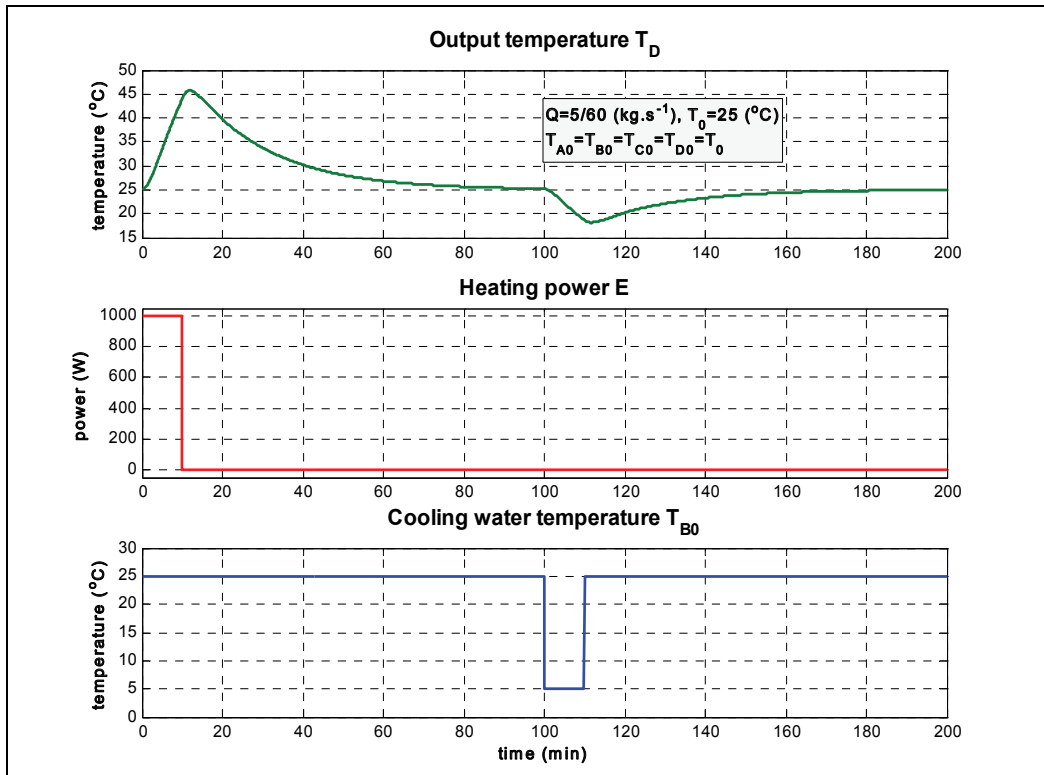 Output temperature T_D
temperature (°C)
50
45
40
35
30
25
20
15
Q=5/60 (kg.s⁻¹), T₀=25 (°C)
T_A0=T_B0=T_C0=T_D0=T_0
0 20 40 60 80 100 120 140 160 180 200
Heating power E
power (W)
1000
800
600
400
200
0
0 20 40 60 80 100 120 140 160 180 200
Cooling water temperature T_B0
temperature (°C)
30
25
20
15
10
5
0
0 20 40 60 80 100 120 140 160 180 200
time (min)